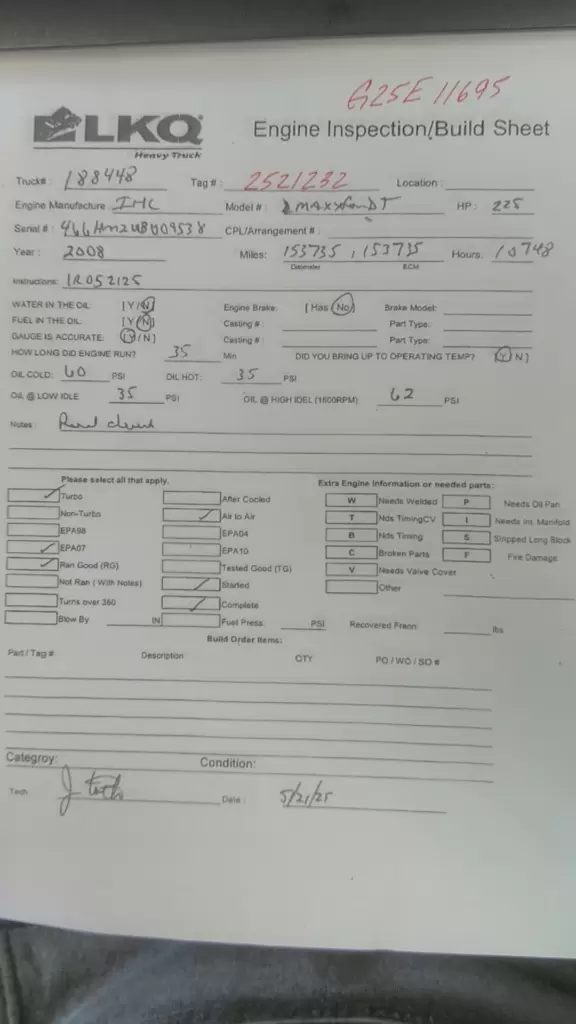 G25E11695
LKQ
Heavy Truck
Engine Inspection/Build Sheet
Truck# : 188448 Tag # : 2521232 Location :
Engine Manufacture : IHC Model # : MAXXforce DT HP : 225
Serial # : 466HM2UB009538 CPL/Arrangement # :
Year : 2008 Miles: 153735 , 153735 Hours: 10748
Odometer ECM
Instructions: IR052125
WATER IN THE OIL [ Y / N ] Engine Brake: [ Has / No ] Brake Model:
FUEL IN THE OIL [ Y / N ] Casting # : Part Type:
GAUGE IS ACCURATE: [ Y / N ] Casting # : Part Type:
HOW LONG DID ENGINE RUN? 35 Min DID YOU BRING UP TO OPERATING TEMP? [ Y N ]
OIL COLD: 60 PSI OIL HOT: 35 PSI
OIL @ LOW IDLE 35 PSI OIL @ HIGH IDEL (1600RPM) 62 PSI
Notes :
Please select all that apply. Extra Engine Information or needed parts:
Turbo After Cooled W Needs Welded P Needs Oil Pan
Non-Turbo Air to Air T Nds TimingCV I Needs Int. Manifold
EPA98 EPA04 B Nds Timing S Stripped Long Block
EPA07 EPA10 C Broken Parts F Fire Damage
Ran Good (RG) Tested Good (TG) V Needs Valve Cover
Not Ran ( With Notes) Started Other
Turns over 360 Complete
Blow By IN Fuel Press PSI Recovered Freon: lbs
Build Order Items:
Part / Tag # Description QTY PO / WO / SO #
Categroy: Condition:
Tech J Date : 5/21/25